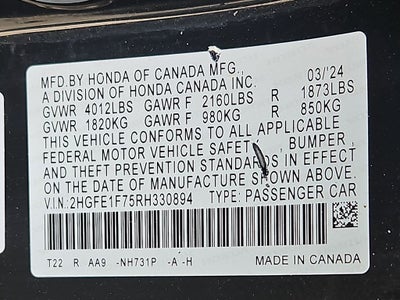 MFD.BY HONDA OF CANADA MFG., 03/'24
A DIVISION OF HONDA CANADA INC.
GVWR 4012LBS GAWR F 2160LBS R 1873LBS
GVWR 1820KG GAWR F 980KG R 850KG
THIS VEHICLE CONFORMS TO ALL APPLICABLE
FEDERAL MOTOR VEHICLE SAFET , BUMPER,
AND THEFT PREVENTION STANDARDS IN EFFECT
ON THE DATE OF MANUFACTURE SHOWN ABOVE.
V.I.N:2HGFE1F75RH330894 TYPE: PASSENGER CAR
T22 R AA9 -NH731P -A -H MADE IN CANADA